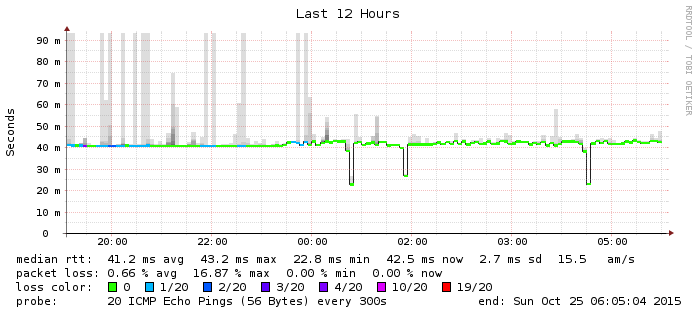 Last 12 Hours
RRDTOOL / TOBI OETIKER
Seconds
90 m
80 m
70 m
60 m
50 m
40 m
30 m
20 m
10 m
0
20:00 22:00 00:00 02:00 03:00 05:00
median rtt: 41.2 ms avg 43.2 ms max 22.8 ms min 42.5 ms now 2.7 ms sd 15.5 am/s
packet loss: 0.66 % avg 16.87 % max 0.00 % min 0.00 % now
loss color: 0 1/20 2/20 3/20 4/20 10/20 19/20
probe: 20 ICMP Echo Pings (56 Bytes) every 300s end: Sun Oct 25 06:05:04 2015